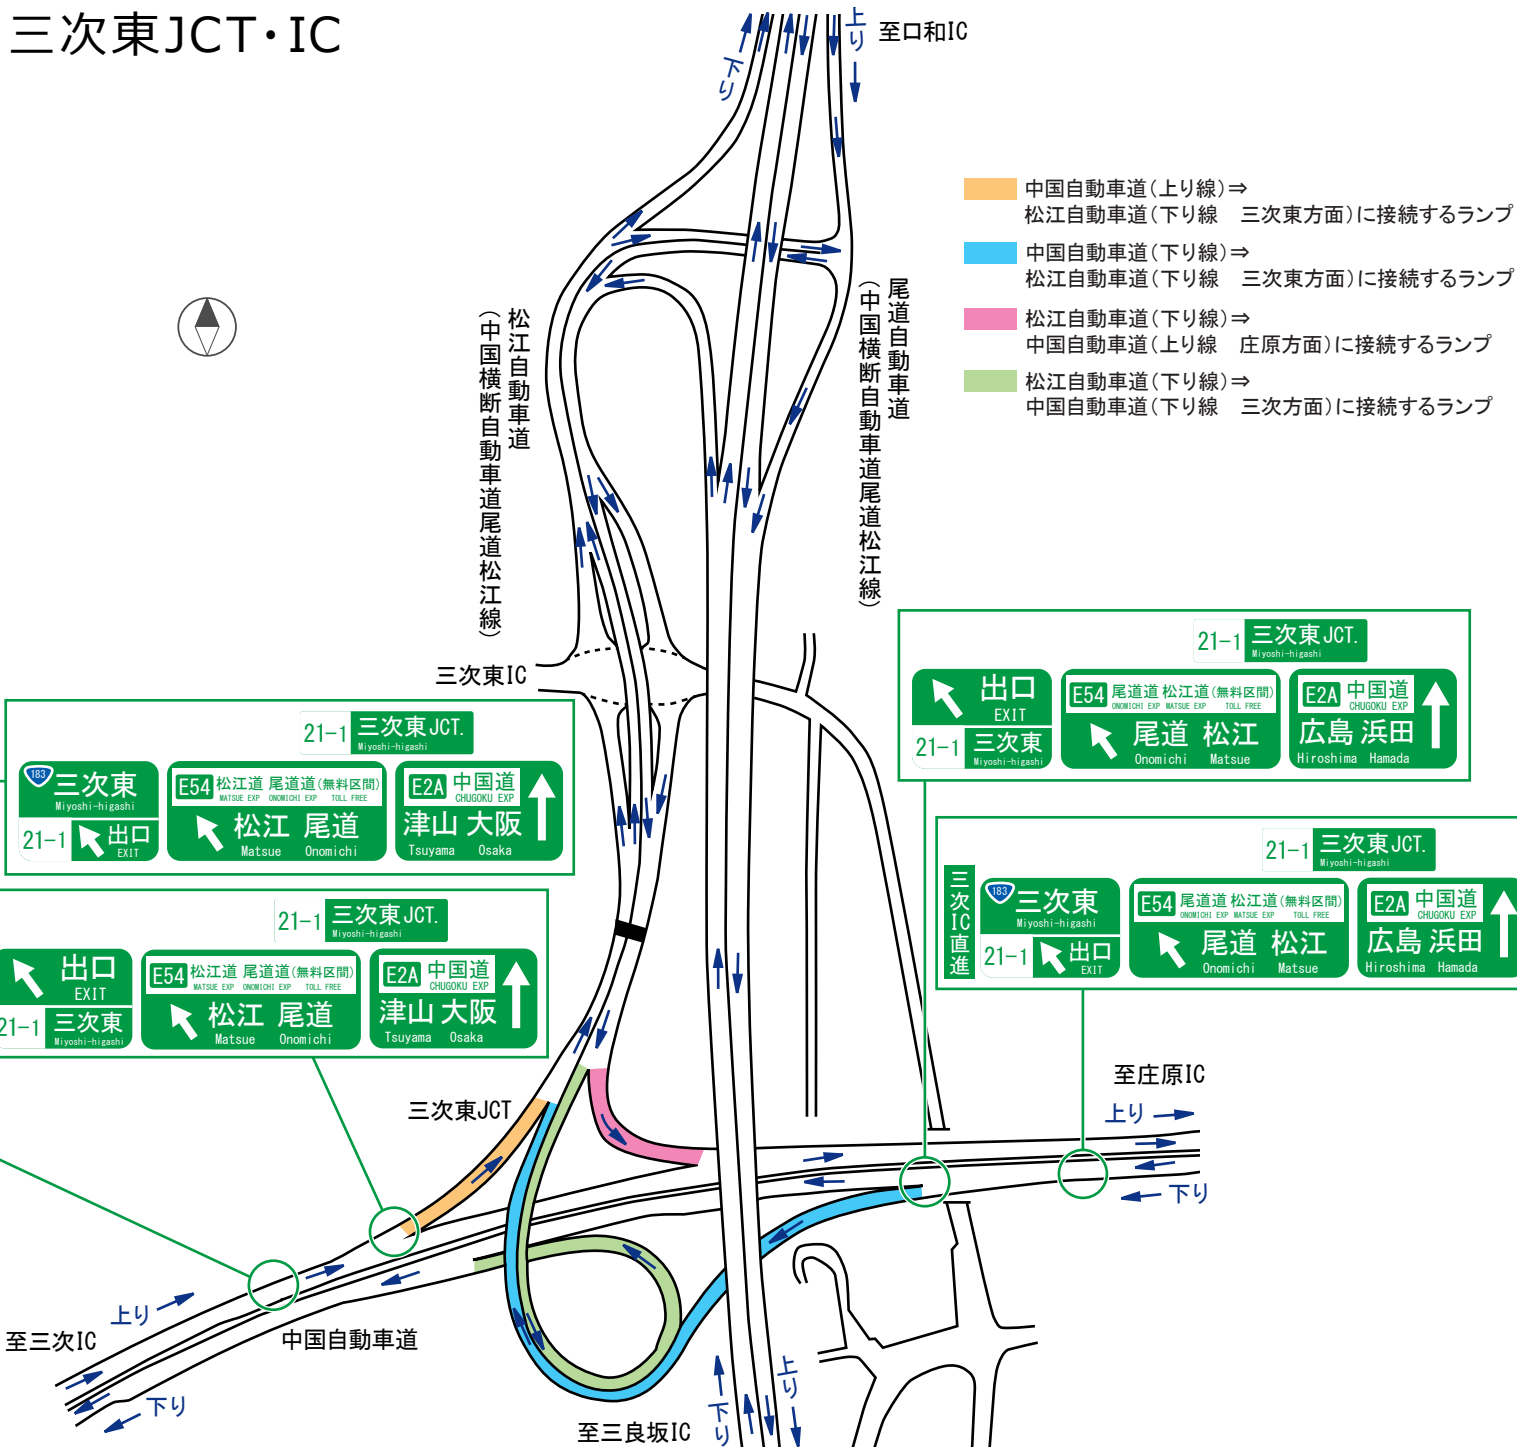 三次東JCT・IC
上り
至口和IC
下り
中国自動車道(上り線)⇒
松江自動車道(下り線 三次東方面)に接続するランプ
中国自動車道(下り線)⇒
松江自動車道(下り線 三次東方面)に接続するランプ
松江自動車道(下り線)⇒
中国自動車道(上り線 庄原方面)に接続するランプ
松江自動車道(下り線)⇒
中国自動車道(下り線 三次方面)に接続するランプ
松江自動車道
(中国横断自動車道尾道松江線)
尾道自動車道
(中国横断自動車道尾道松江線)
三次東IC
21-1 三次東JCT.
Miyoshi-higashi
出口
EXIT
21-1 三次東
Miyoshi-higashi
E54 尾道道 松江道(無料区間)
ONOMICHI EXP MATSUE EXP TOLL FREE
尾道 松江
Onomichi Matsue
E2A 中国道
CHUGOKU EXP
広島 浜田
Hiroshima Hamada
21-1 三次東JCT.
Miyoshi-higashi
183 三次東
Miyoshi-higashi
21-1 出口
EXIT
E54 松江道 尾道道(無料区間)
MATSUE EXP ONOMICHI EXP TOLL FREE
松江 尾道
Matsue Onomichi
E2A 中国道
CHUGOKU EXP
津山 大阪
Tsuyama Osaka
21-1 三次東JCT.
Miyoshi-higashi
三次IC直進
183 三次東
Miyoshi-higashi
21-1 出口
EXIT
E54 尾道道 松江道(無料区間)
ONOMICHI EXP MATSUE EXP TOLL FREE
尾道 松江
Onomichi Matsue
E2A 中国道
CHUGOKU EXP
広島 浜田
Hiroshima Hamada
21-1 三次東JCT.
Miyoshi-higashi
出口
EXIT
21-1 三次東
Miyoshi-higashi
E54 松江道 尾道道(無料区間)
MATSUE EXP ONOMICHI EXP TOLL FREE
松江 尾道
Matsue Onomichi
E2A 中国道
CHUGOKU EXP
津山 大阪
Tsuyama Osaka
三次東JCT
至庄原IC
上り
下り
上り
至三次IC
中国自動車道
下り
至三良坂IC
下り
上り